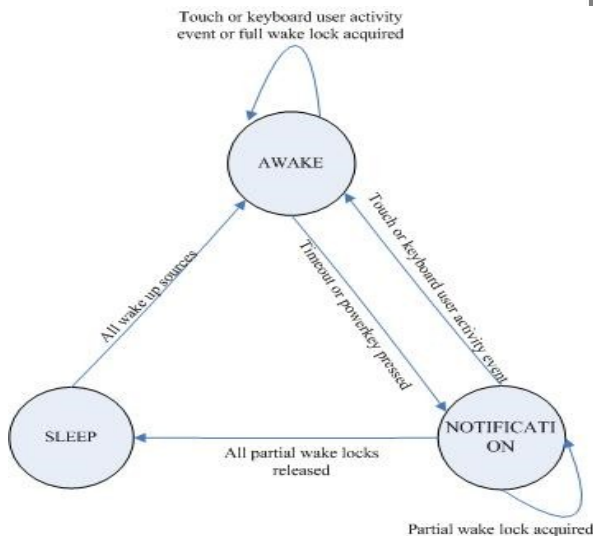 Touch or keyboard user activity
event or full wake lock acquired
AWAKE
All wake up sources
Timeout or powerkey pressed
Touch or keyboard user activity event
SLEEP
NOTIFICATI
ON
All partial wake locks
released
Partial wake lock acquired